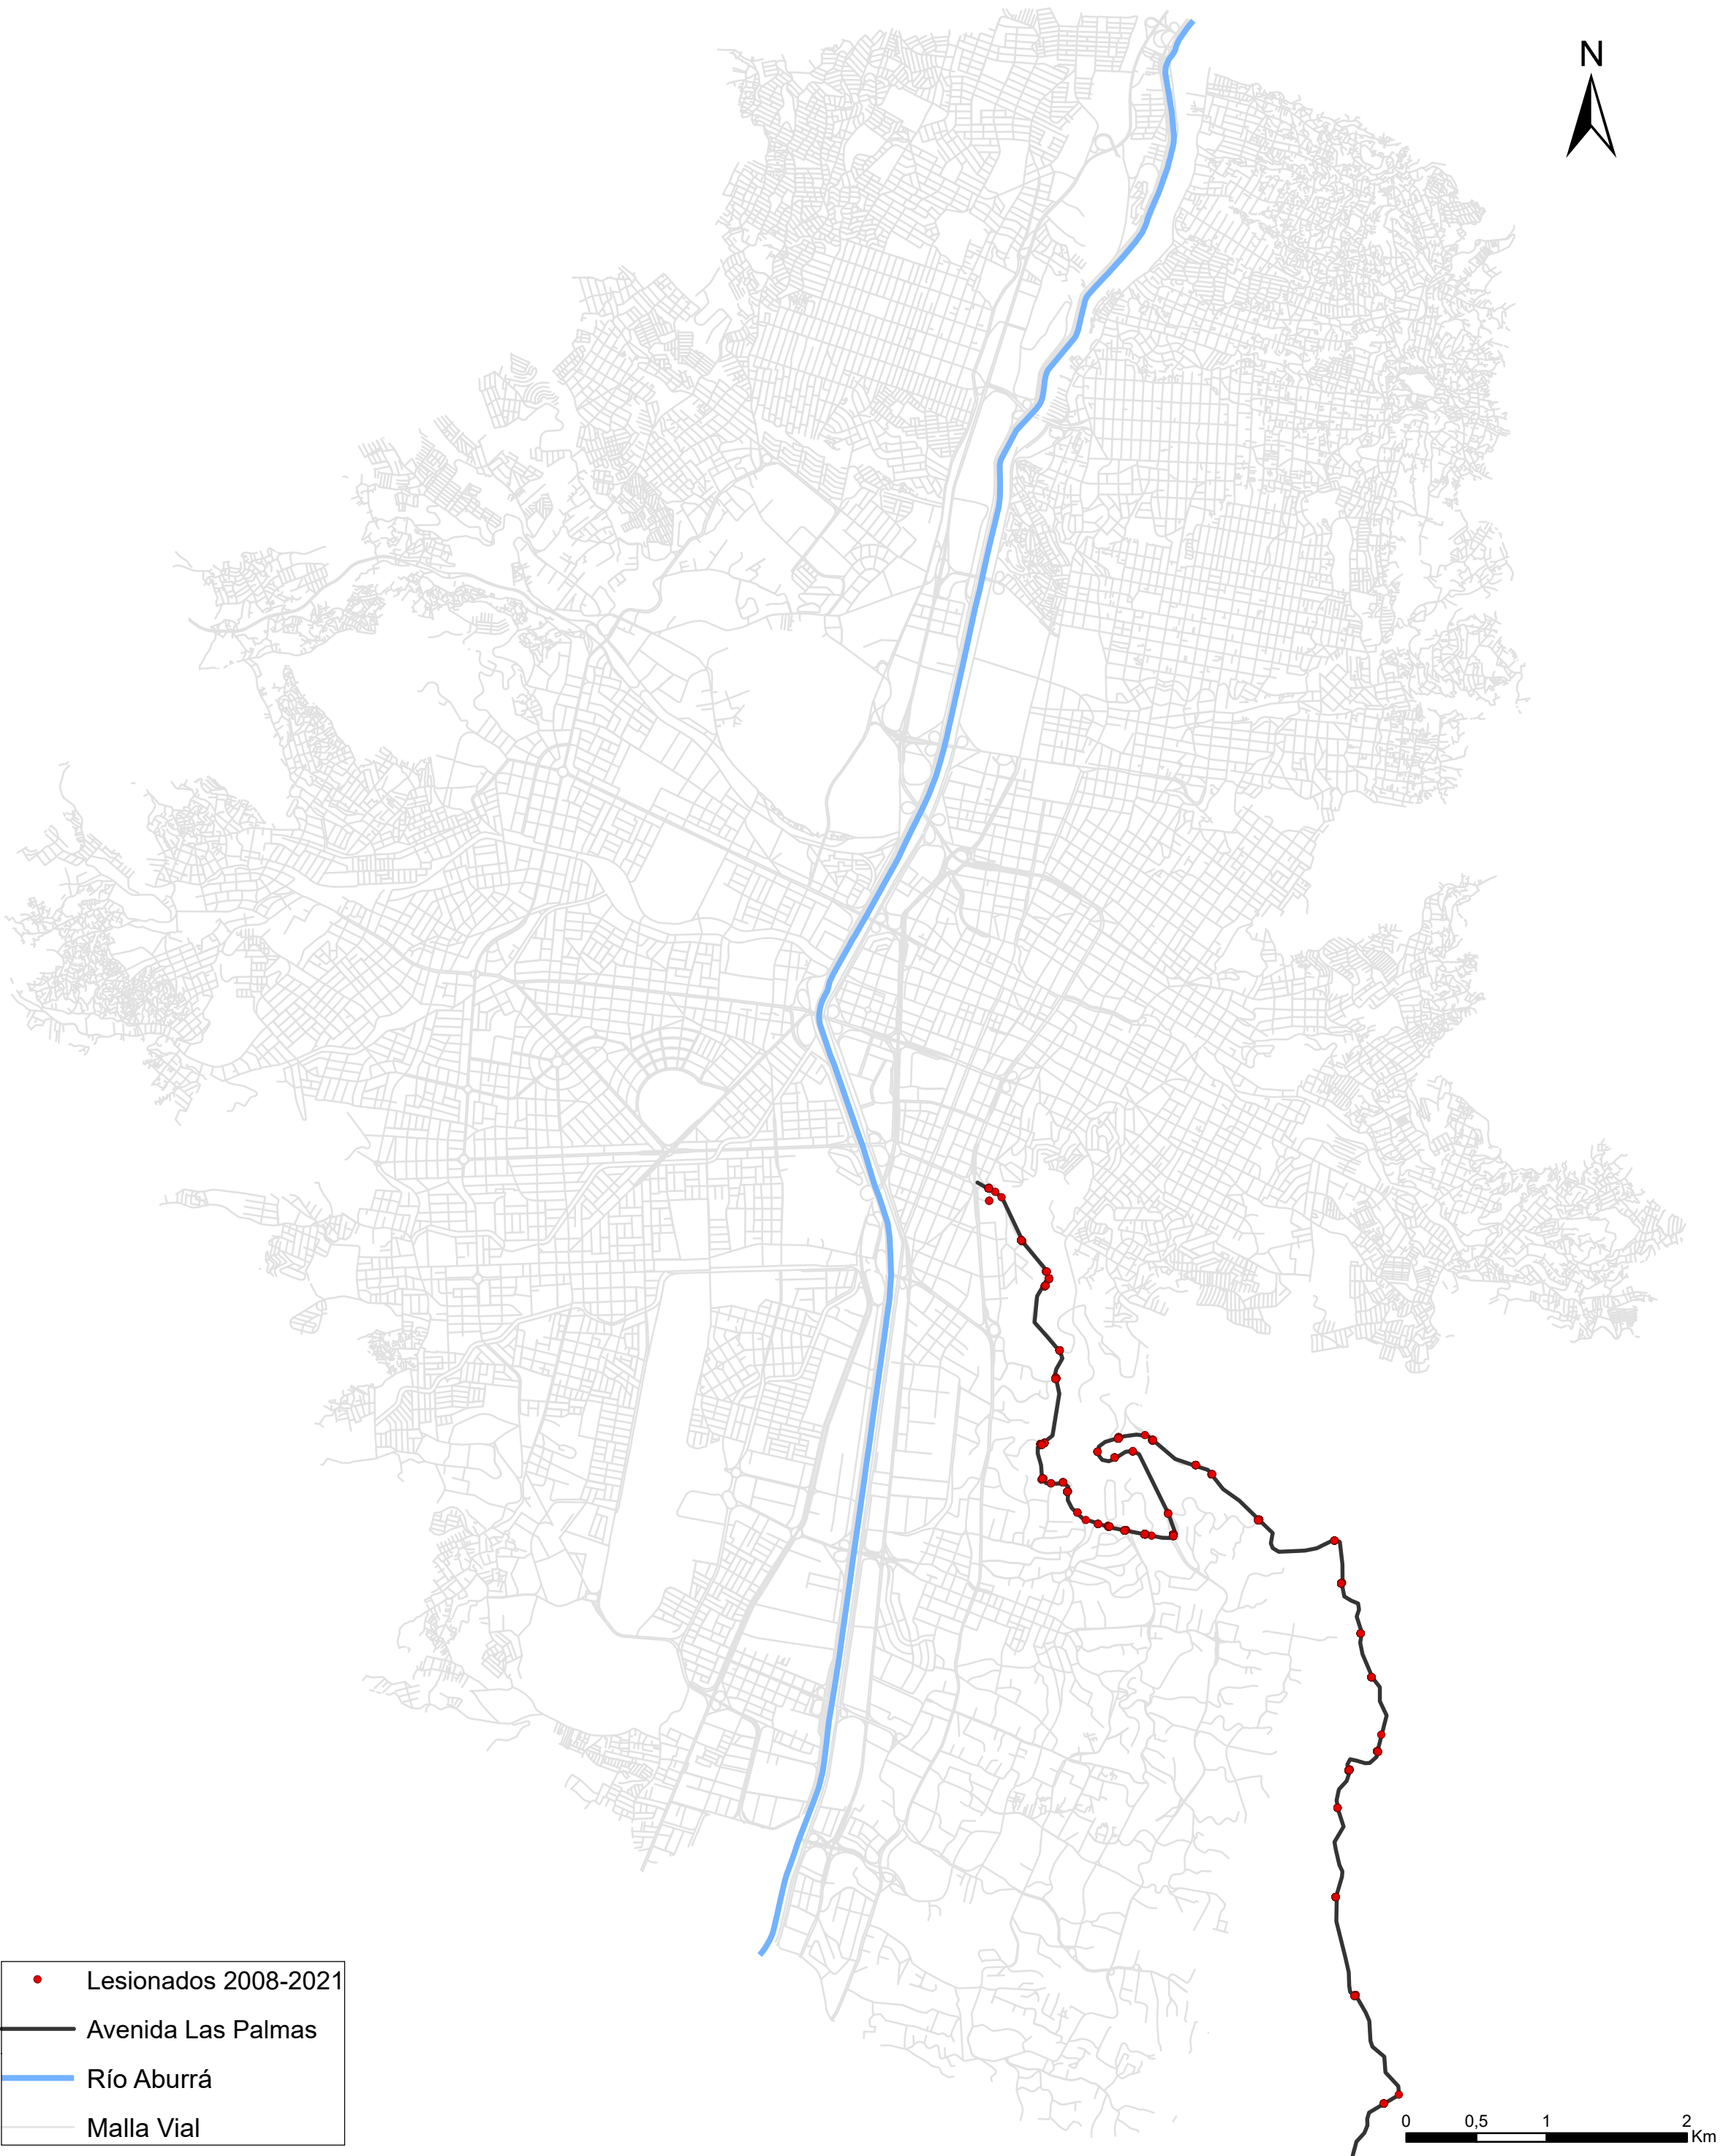 N
Lesionados 2008-2021
Avenida Las Palmas
Río Aburrá
Malla Vial
0 0,5 1 2
Km